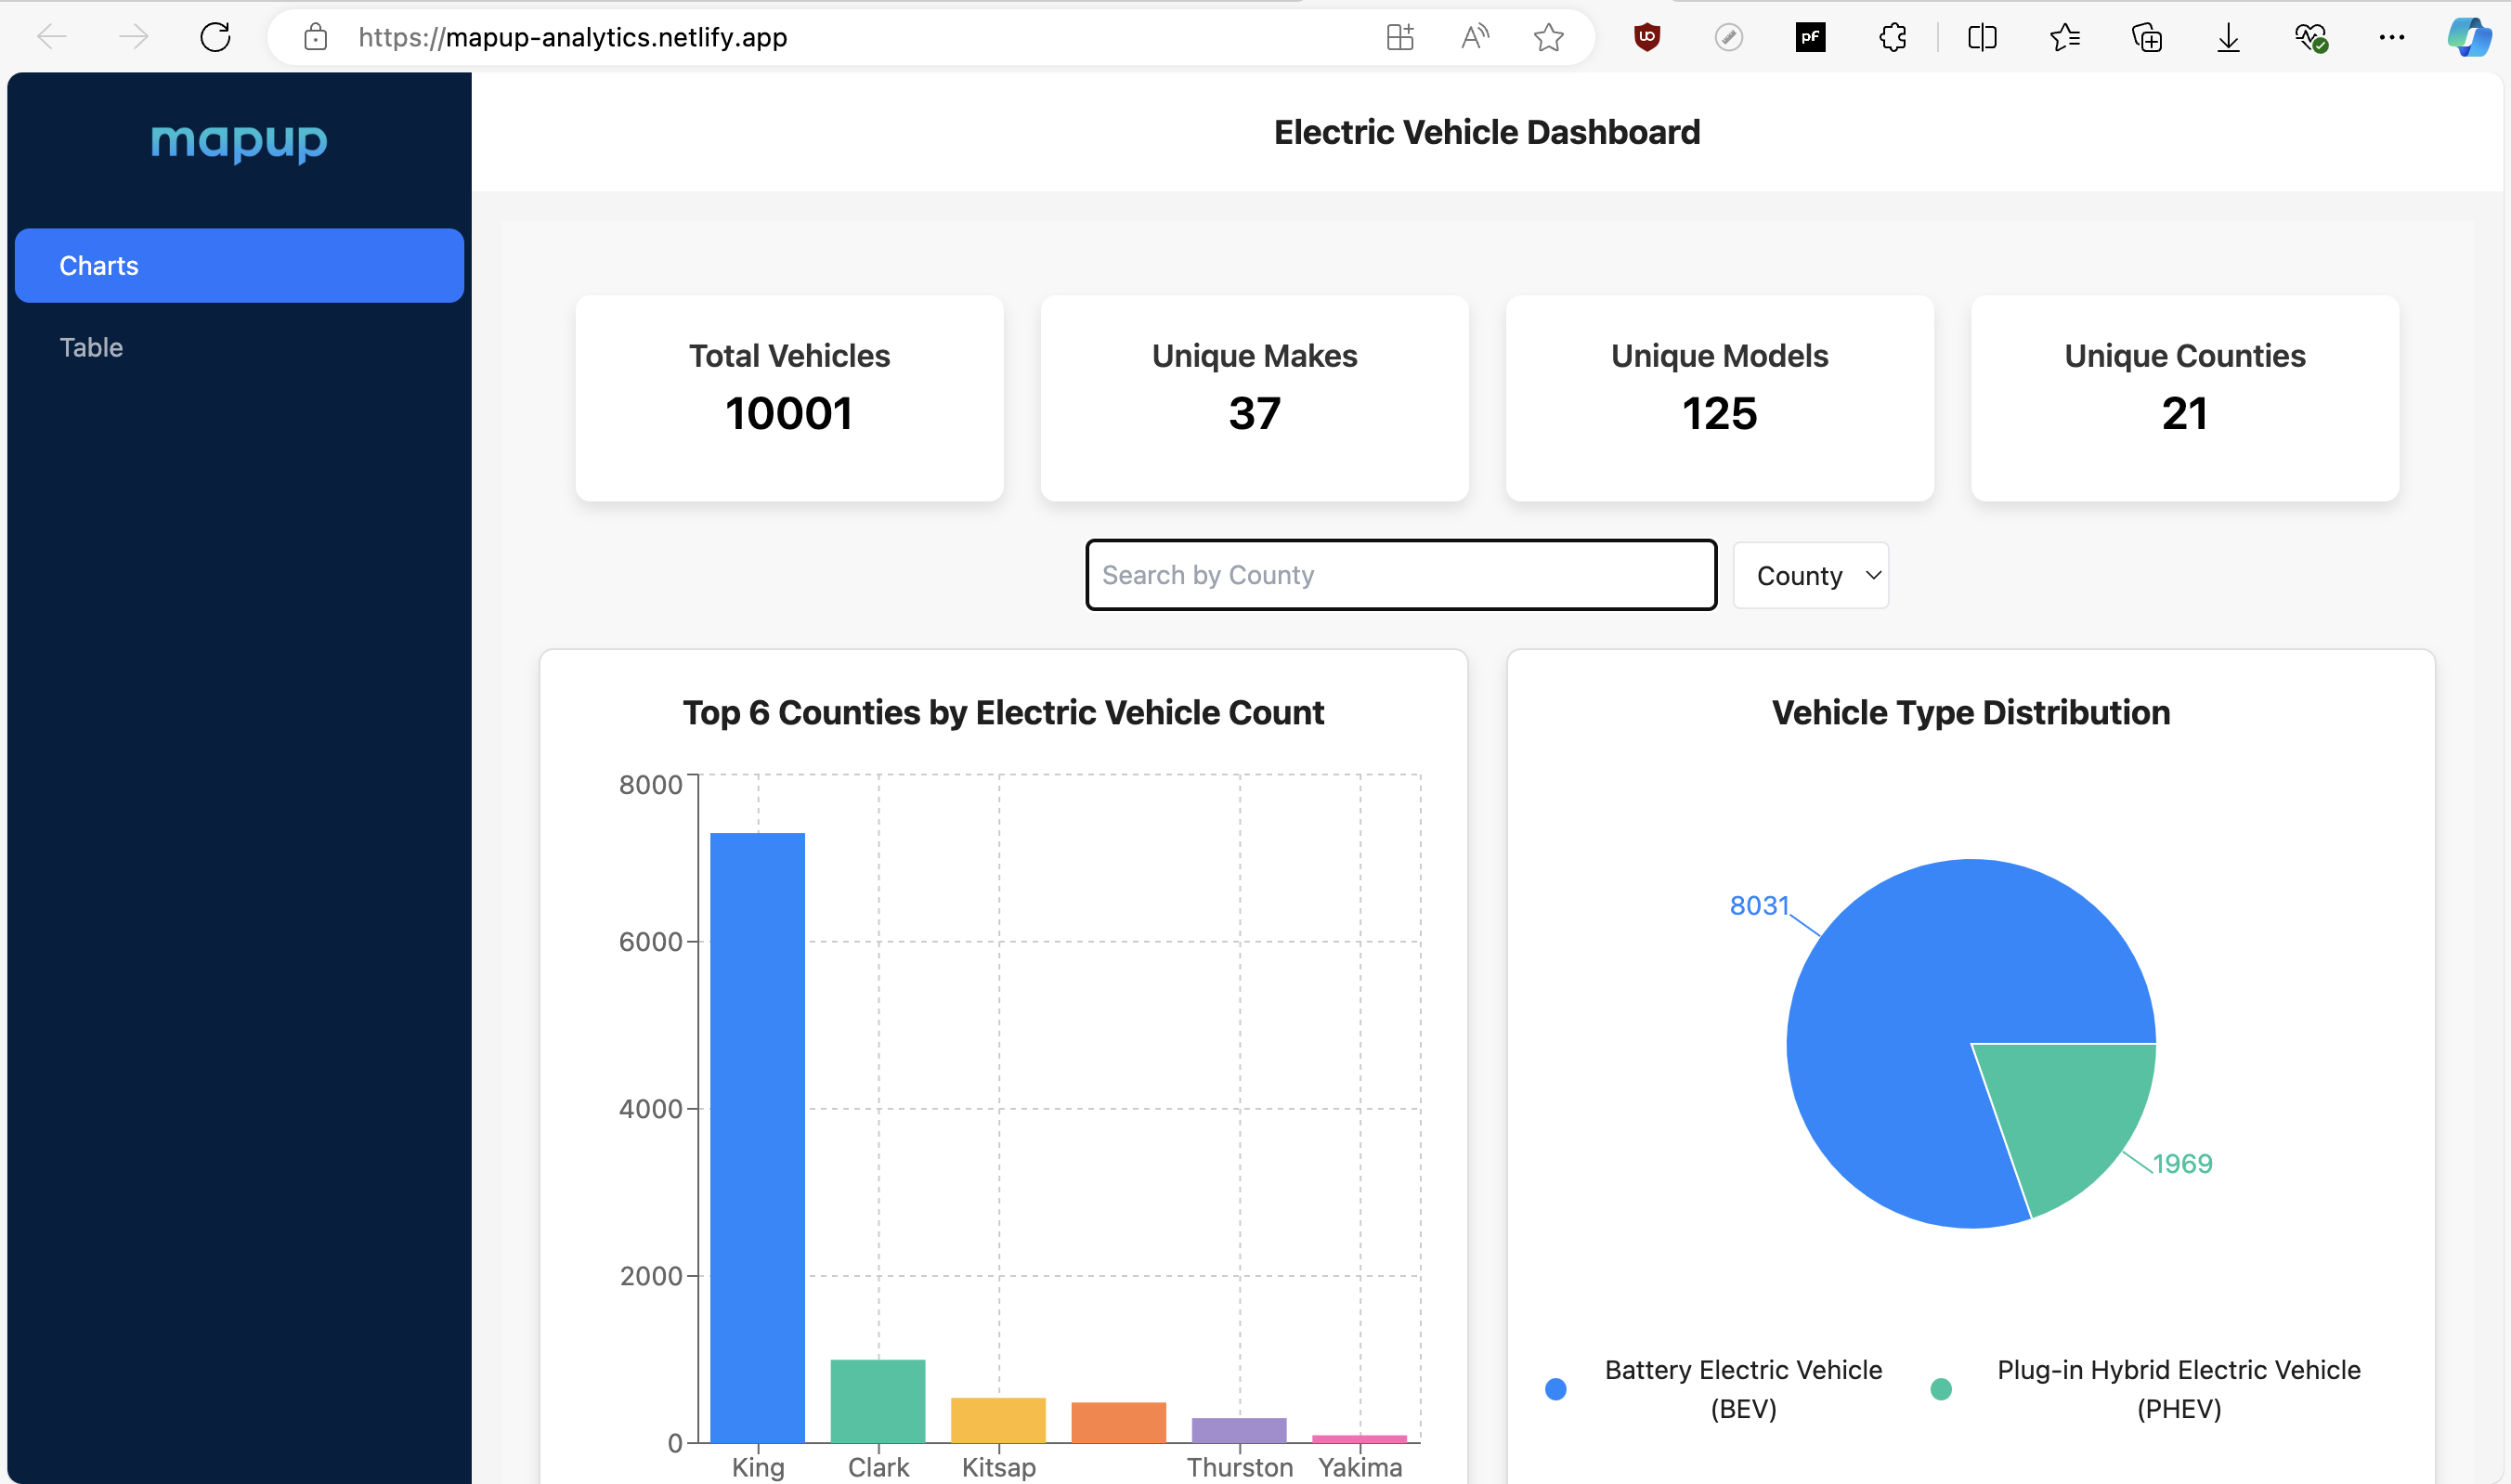 https://mapup-analytics.netlify.app
mapup
Charts
Table
Electric Vehicle Dashboard
Total Vehicles
10001
Unique Makes
37
Unique Models
125
Unique Counties
21
Search by County
County
Top 6 Counties by Electric Vehicle Count
8000
6000
4000
2000
0
King
Clark
Kitsap
Thurston
Yakima
Vehicle Type Distribution
8031
1969
Battery Electric Vehicle
(BEV)
Plug-in Hybrid Electric Vehicle
(PHEV)